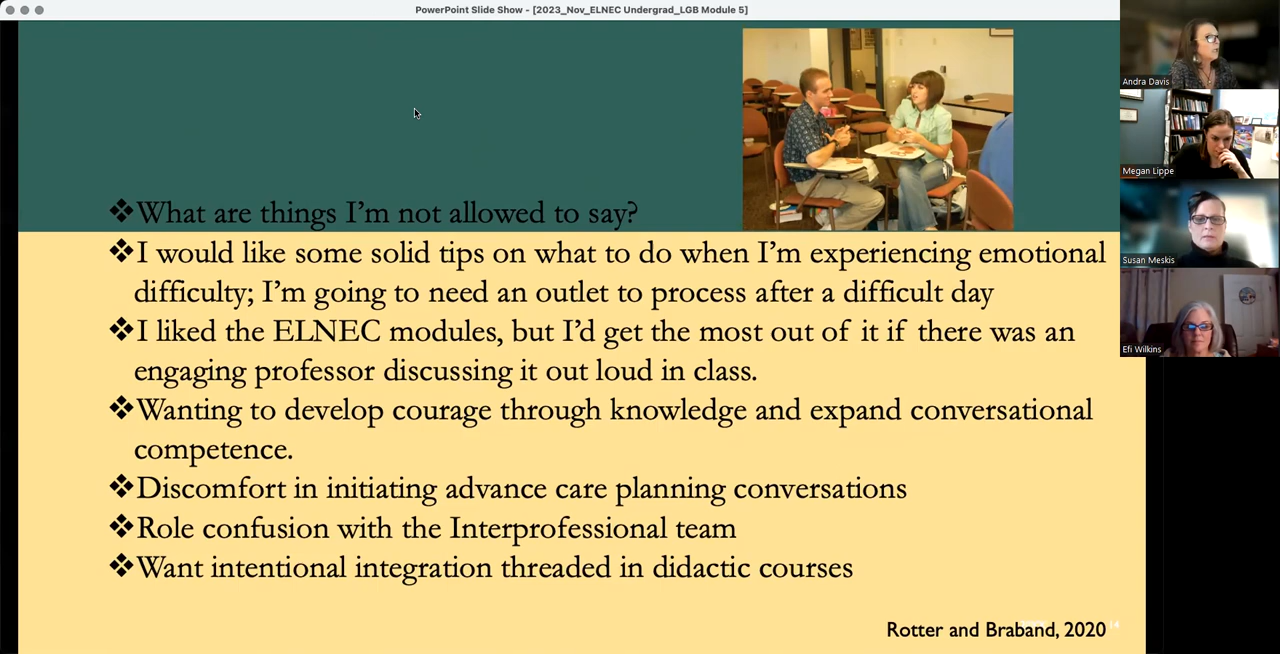 PowerPoint Slide Show - [2023_Nov_ELNEC Undergrad_LGB Module 5]
Andra Davis
Megan Lippe
Susan Meskis
Efi Wilkins
❖What are things I'm not allowed to say?
❖I would like some solid tips on what to do when I'm experiencing emotional
difficulty; I'm going to need an outlet to process after a difficult day
❖I liked the ELNEC modules, but I'd get the most out of it if there was an
engaging professor discussing it out loud in class.
❖Wanting to develop courage through knowledge and expand conversational
competence.
❖Discomfort in initiating advance care planning conversations
❖Role confusion with the Interprofessional team
❖Want intentional integration threaded in didactic courses
Rotter and Braband, 2020 14